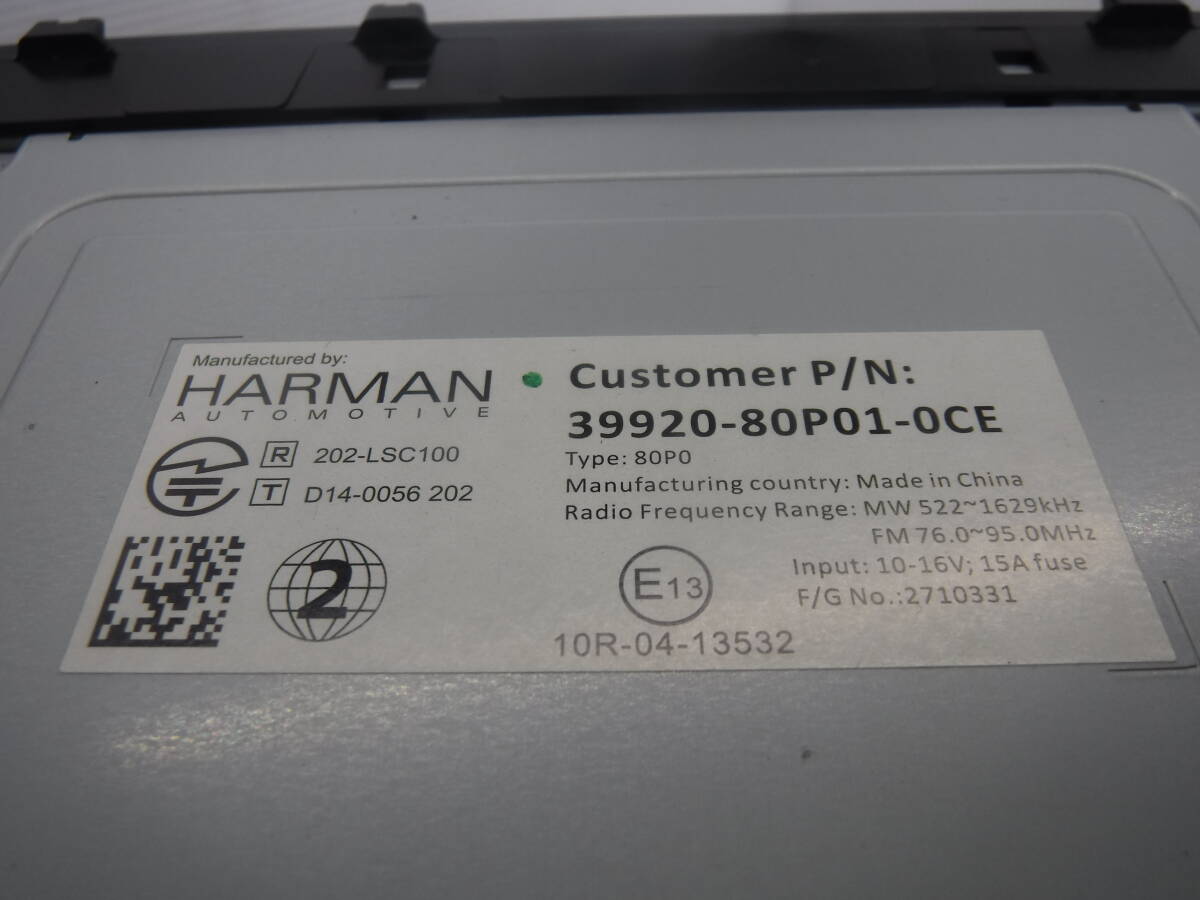 Manufactured by:
HARMAN
AUTOMOTIVE
R 202-LSC100
T D14-0056 202
2
Customer P/N:
39920-80P01-0CE
Type: 80P0
Manufacturing country: Made in China
Radio Frequency Range: MW 522~1629kHz
FM 76.0~95.0MHz
Input: 10-16V; 15A fuse
F/G No.:2710331
E13
10R-04-13532